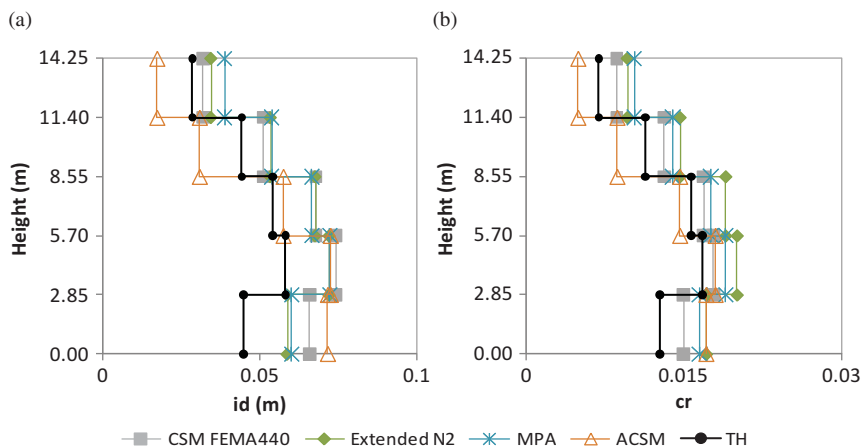 (a)
14.25
11.40
8.55
5.70
2.85
0.00
Height (m)
0
0.05
0.1
id (m)
(b)
14.25
11.40
8.55
5.70
2.85
0.00
Height (m)
0
0.015
0.03
cr
CSM FEMA440 Extended N2 MPA ACSM TH